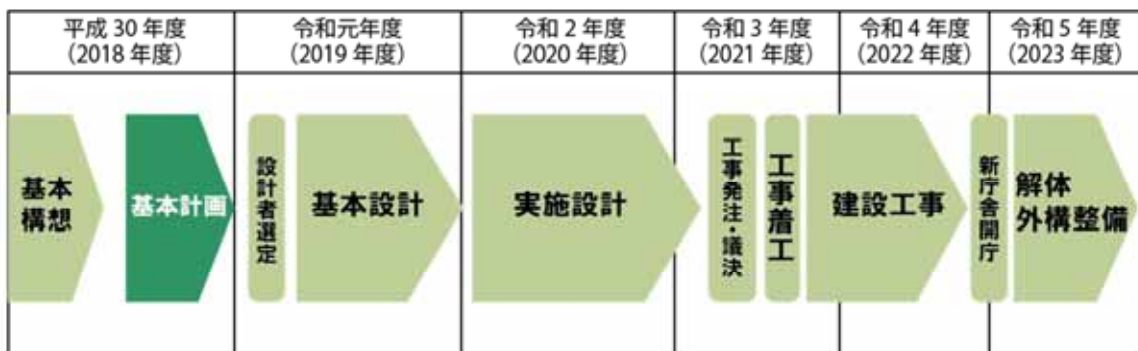 平成 30 年度
（2018 年度）
令和元年度
（2019 年度）
令和 2 年度
（2020 年度）
令和 3 年度
（2021 年度）
令和 4 年度
（2022 年度）
令和 5 年度
（2023 年度）
基本
構想
基本計画
設計者選定
基本設計
実施設計
工事発注・議決
工事着工
建設工事
新庁舎開庁
解体
外構整備